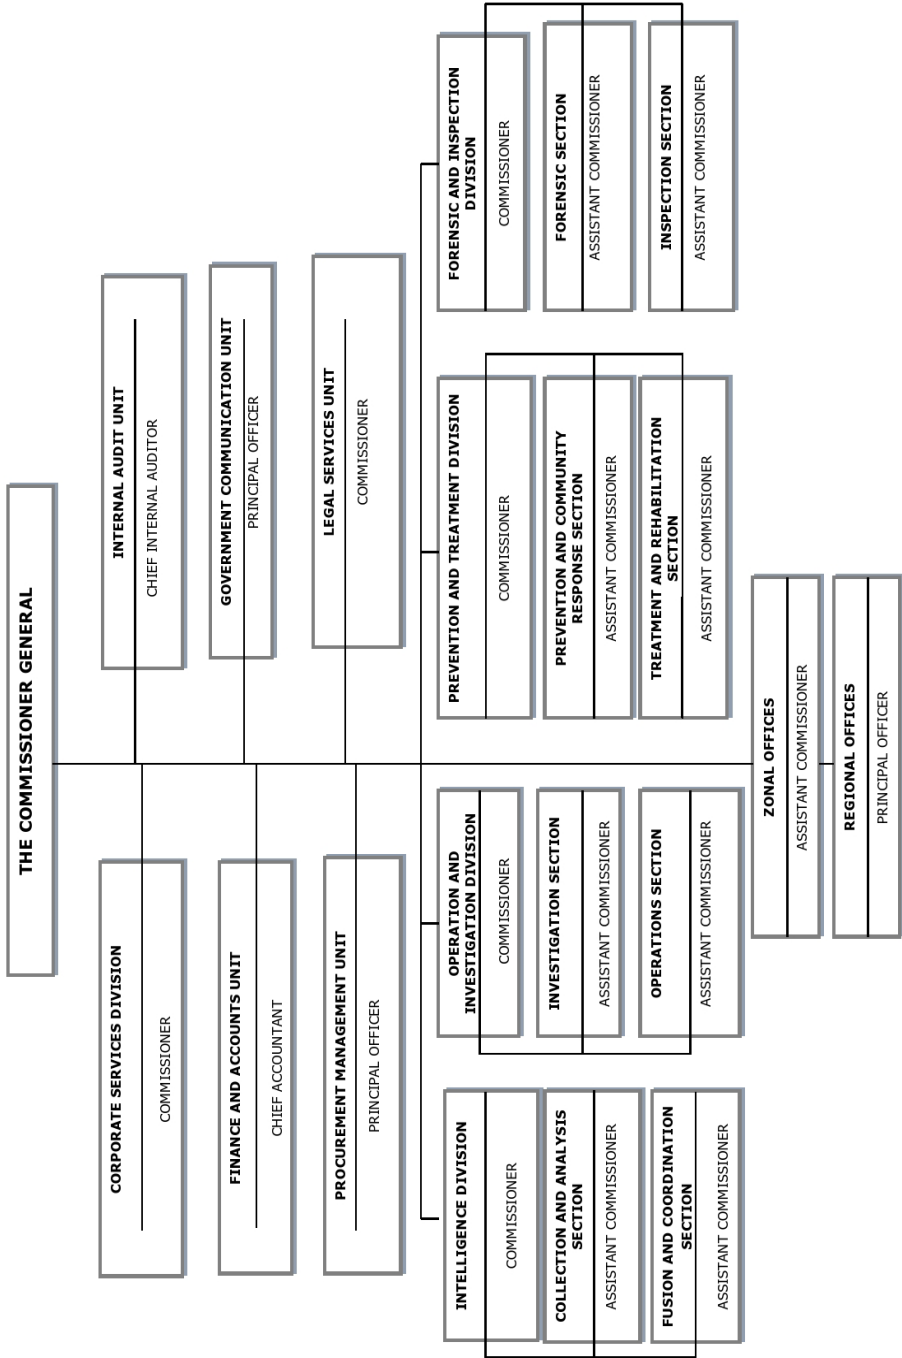 THE COMMISSIONER GENERAL
CORPORATE SERVICES DIVISION
COMMISSIONER
INTERNAL AUDIT UNIT
CHIEF INTERNAL AUDITOR
FINANCE AND ACCOUNTS UNIT
CHIEF ACCOUNTANT
GOVERNMENT COMMUNICATION UNIT
PRINCIPAL OFFICER
PROCUREMENT MANAGEMENT UNIT
PRINCIPAL OFFICER
LEGAL SERVICES UNIT
COMMISSIONER
INTELLIGENCE DIVISION
COMMISSIONER
COLLECTION AND ANALYSIS
SECTION
ASSISTANT COMMISSIONER
FUSION AND COORDINATION
SECTION
ASSISTANT COMMISSIONER
OPERATION AND
INVESTIGATION DIVISION
COMMISSIONER
INVESTIGATION SECTION
ASSISTANT COMMISSIONER
OPERATIONS SECTION
ASSISTANT COMMISSIONER
PREVENTION AND TREATMENT DIVISION
COMMISSIONER
PREVENTION AND COMMUNITY
RESPONSE SECTION
ASSISTANT COMMISSIONER
TREATMENT AND REHABILITATION
SECTION
ASSISTANT COMMISSIONER
FORENSIC AND INSPECTION
DIVISION
COMMISSIONER
FORENSIC SECTION
ASSISTANT COMMISSIONER
INSPECTION SECTION
ASSISTANT COMMISSIONER
ZONAL OFFICES
ASSISTANT COMMISSIONER
REGIONAL OFFICES
PRINCIPAL OFFICER